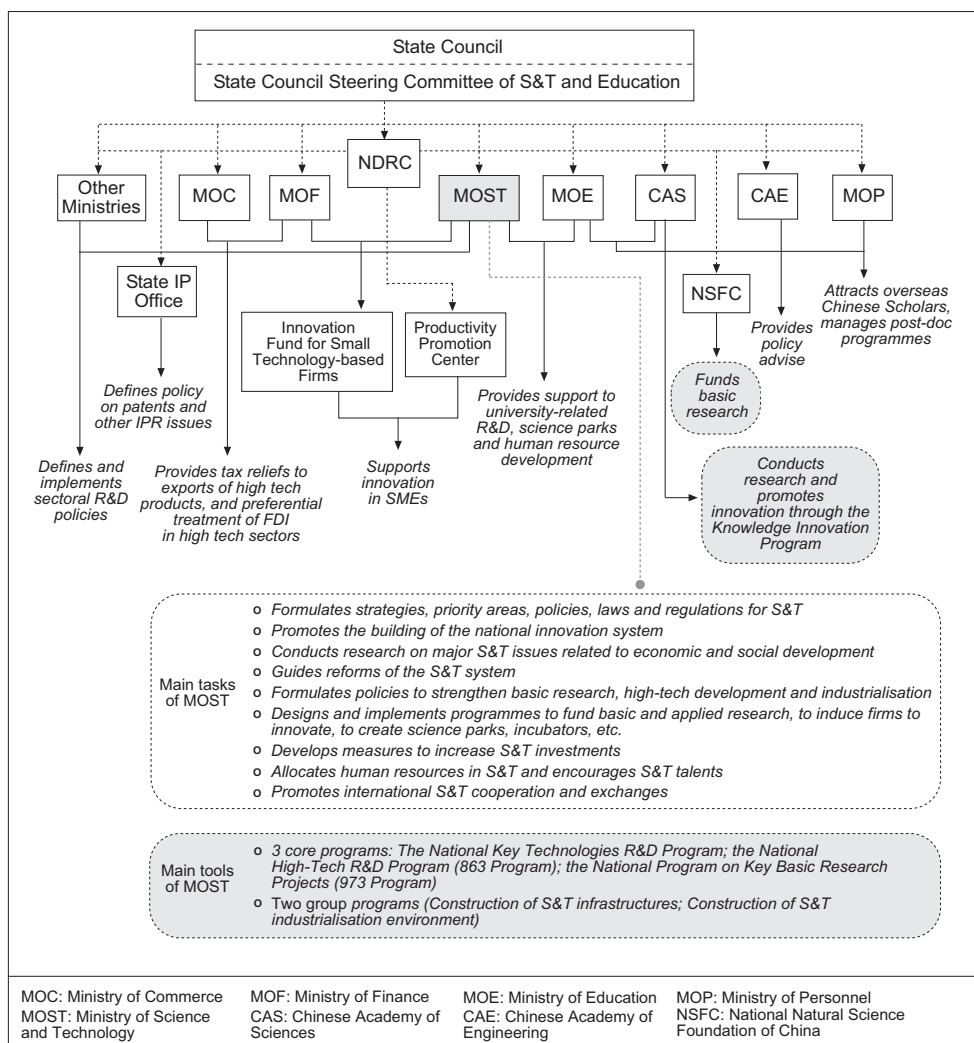 State Council
State Council Steering Committee of S&T and Education
NDRC
Other
Ministries
MOC
MOF
MOST
MOE
CAS
CAE
MOP
State IP
Office
NSFC
Innovation
Fund for Small
Technology-based
Firms
Productivity
Promotion
Center
Attracts overseas
Chinese Scholars,
manages post-doc
programmes
Provides
policy
advise
Funds
basic
research
Defines policy
on patents and
other IPR issues
Provides support to
university-related
R&D, science parks
and human resource
development
Defines and
implements
sectoral R&D
policies
Provides tax reliefs to
exports of high tech
products, and preferential
treatment of FDI
in high tech sectors
Supports
innovation
in SMEs
Conducts
research and
promotes
innovation through the
Knowledge Innovation
Program
Main tasks
of MOST
o Formulates strategies, priority areas, policies, laws and regulations for S&T
o Promotes the building of the national innovation system
o Conducts research on major S&T issues related to economic and social development
o Guides reforms of the S&T system
o Formulates policies to strengthen basic research, high-tech development and industrialisation
o Designs and implements programmes to fund basic and applied research, to induce firms to
innovate, to create science parks, incubators, etc.
o Develops measures to increase S&T investments
o Allocates human resources in S&T and encourages S&T talents
o Promotes international S&T cooperation and exchanges
Main tools
of MOST
o 3 core programs: The National Key Technologies R&D Program; the National
High-Tech R&D Program (863 Program); the National Program on Key Basic Research
Projects (973 Program)
o Two group programs (Construction of S&T infrastructures; Construction of S&T
industrialisation environment)
MOC: Ministry of Commerce
MOST: Ministry of Science
and Technology
MOF: Ministry of Finance
CAS: Chinese Academy of
Sciences
MOE: Ministry of Education
CAE: Chinese Academy of
Engineering
MOP: Ministry of Personnel
NSFC: National Natural Science
Foundation of China